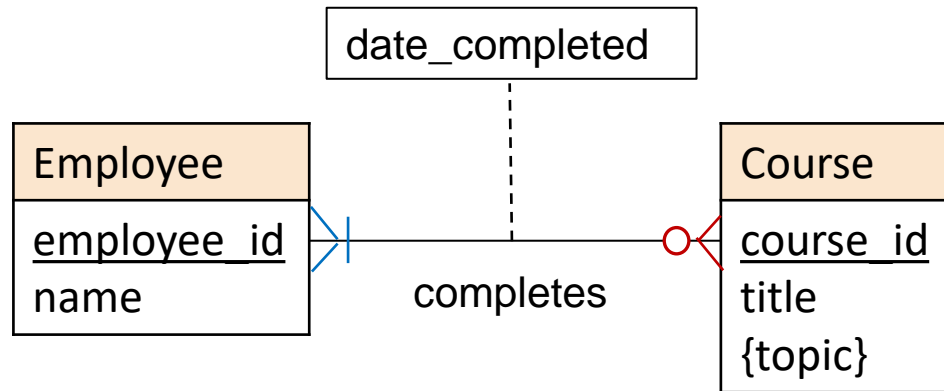 date_completed
Employee
employee_id
name
completes
Course
course_id
title
{topic}